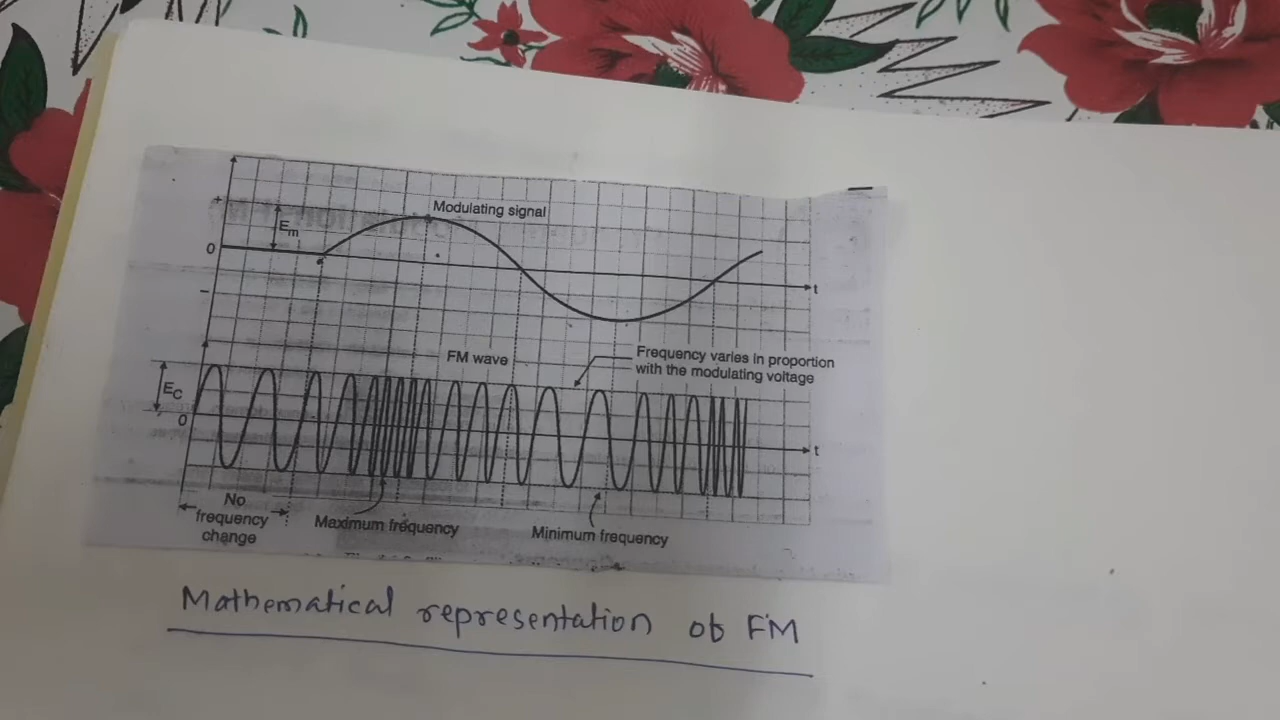 Modulating signal
+
Em
0
−
t
FM wave
Frequency varies in proportion
with the modulating voltage
EC
0
t
No
frequency
change
Maximum frequency
Minimum frequency
Mathematical representation of FM